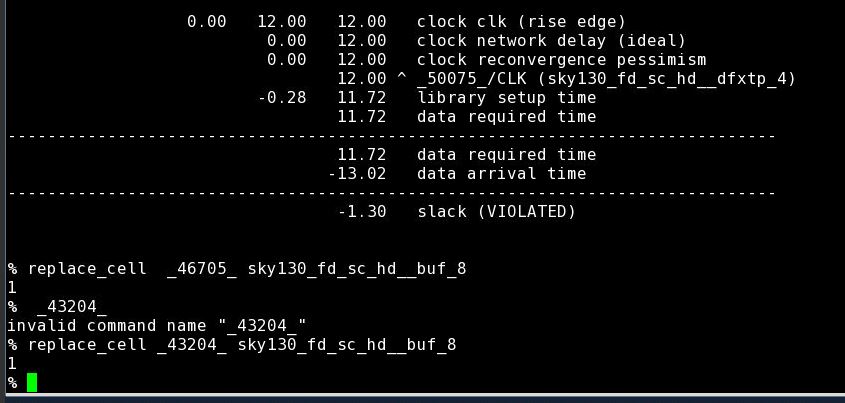 0.00 12.00 12.00 clock clk (rise edge)
0.00 12.00 clock network delay (ideal)
0.00 12.00 clock reconvergence pessimism
12.00 ^ _50075_/CLK (sky130_fd_sc_hd__dfxtp_4)
-0.28 11.72 library setup time
11.72 data required time
-----------------------------------------------------------------------------
11.72 data required time
-13.02 data arrival time
-----------------------------------------------------------------------------
-1.30 slack (VIOLATED)
% replace_cell  _46705_ sky130_fd_sc_hd__buf_8
1
%  _43204_
invalid command name "_43204_"
% replace_cell _43204_ sky130_fd_sc_hd__buf_8
1
%